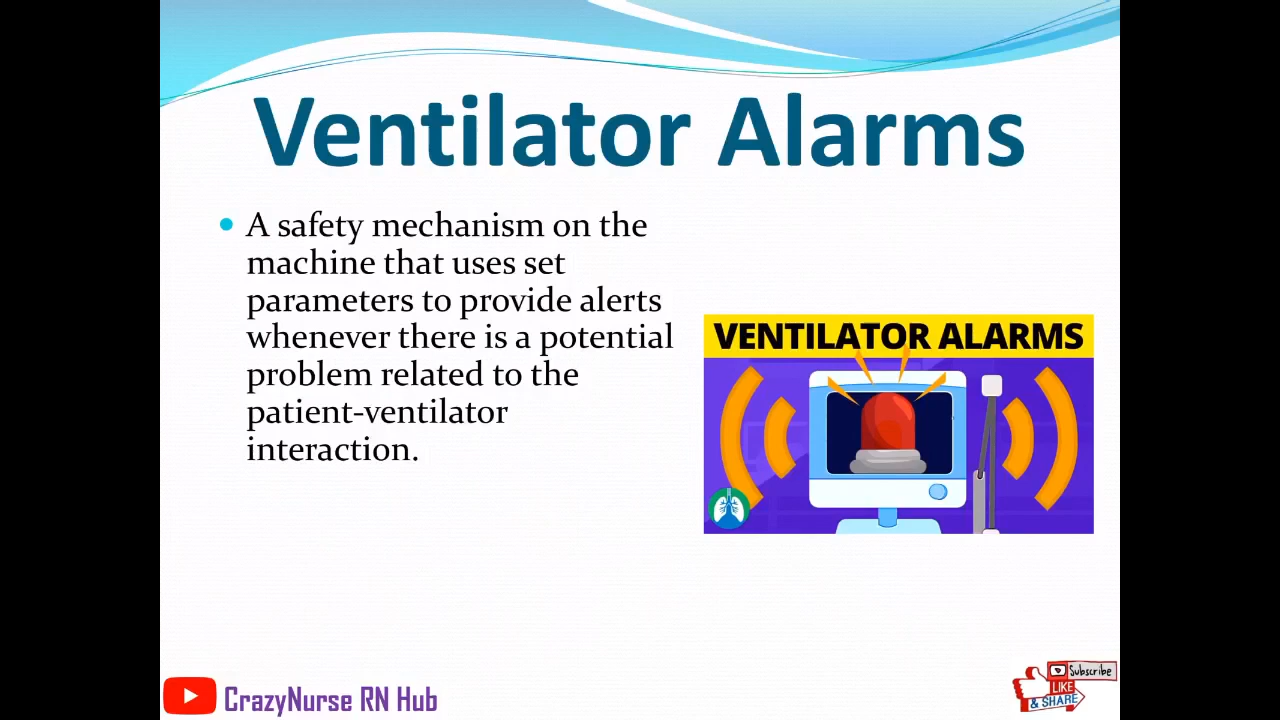 Ventilator Alarms
A safety mechanism on the
machine that uses set
parameters to provide alerts
whenever there is a potential
problem related to the
patient-ventilator
interaction.
VENTILATOR ALARMS
CrazyNurse RN Hub
Subscribe
LIKE
& SHARE